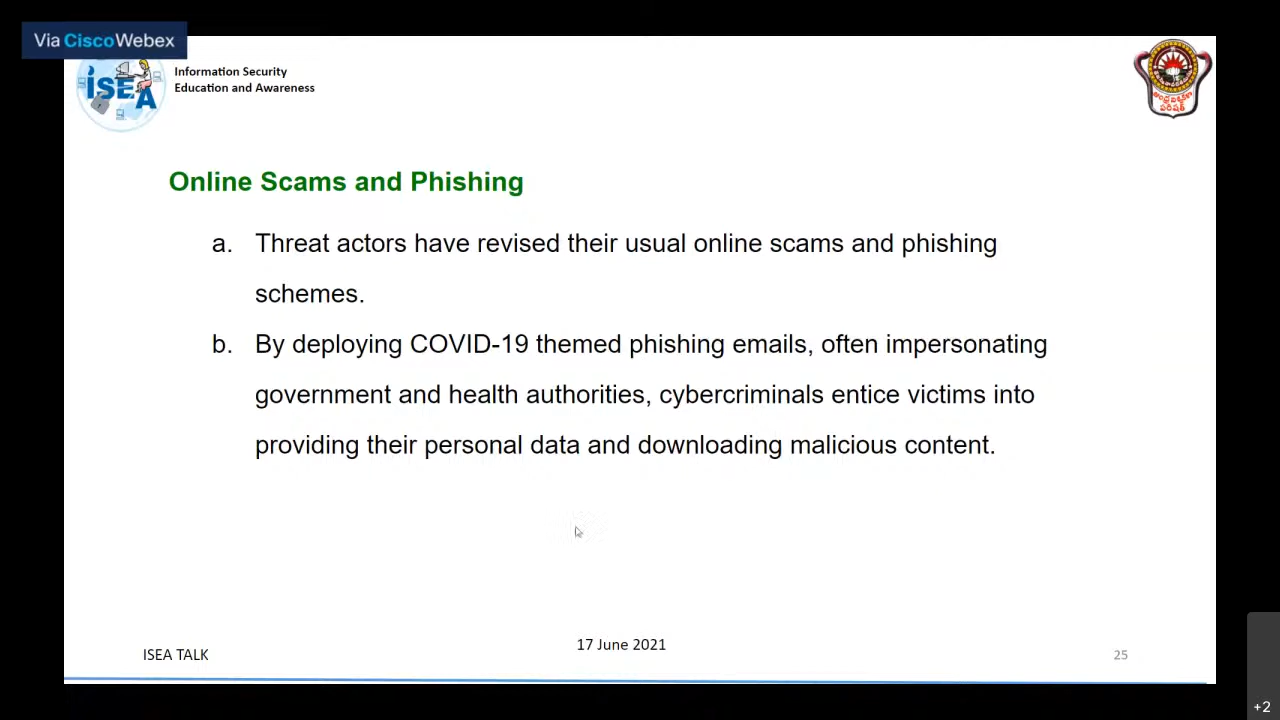 Via CiscoWebex
ISEA
Information Security
Education and Awareness
Online Scams and Phishing
a. Threat actors have revised their usual online scams and phishing
schemes.
b. By deploying COVID-19 themed phishing emails, often impersonating
government and health authorities, cybercriminals entice victims into
providing their personal data and downloading malicious content.
17 June 2021
ISEA TALK
25
+2